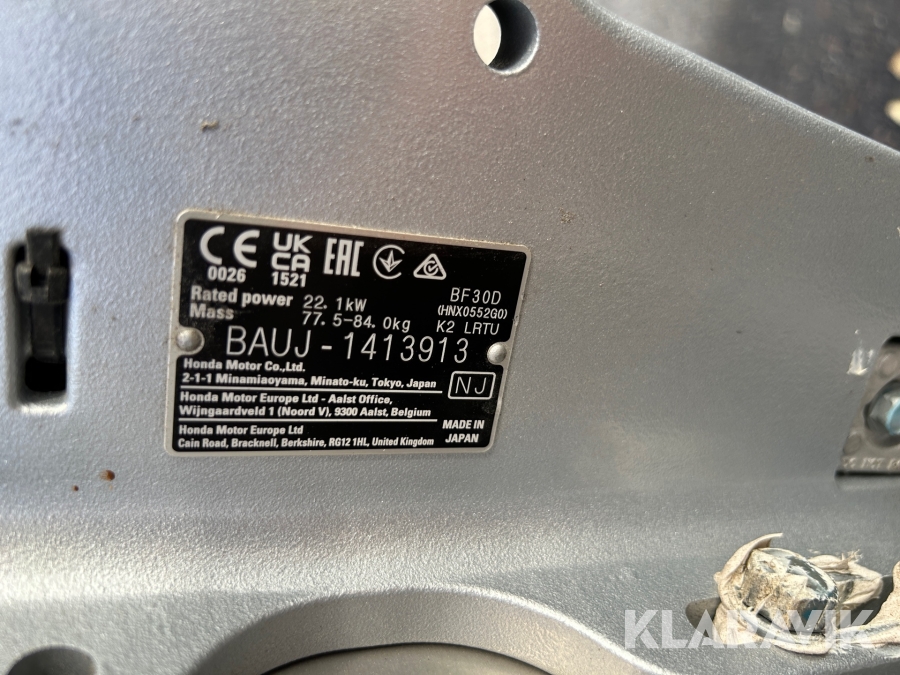 CE UK CA EAC
0026 1521
Rated power 22.1kW BF30D
(HNX0552G0)
Mass 77.5-84.0kg K2 LRTU
BAUJ-1413913
Honda Motor Co.,Ltd.
2-1-1 Minamiaoyama, Minato-ku, Tokyo, Japan NJ
Honda Motor Europe Ltd - Aalst Office,
Wijngaardveld 1 (Noord V), 9300 Aalst, Belgium
Honda Motor Europe Ltd
Cain Road, Bracknell, Berkshire, RG12 1HL, United Kingdom
MADE IN
JAPAN
KLARAVIK